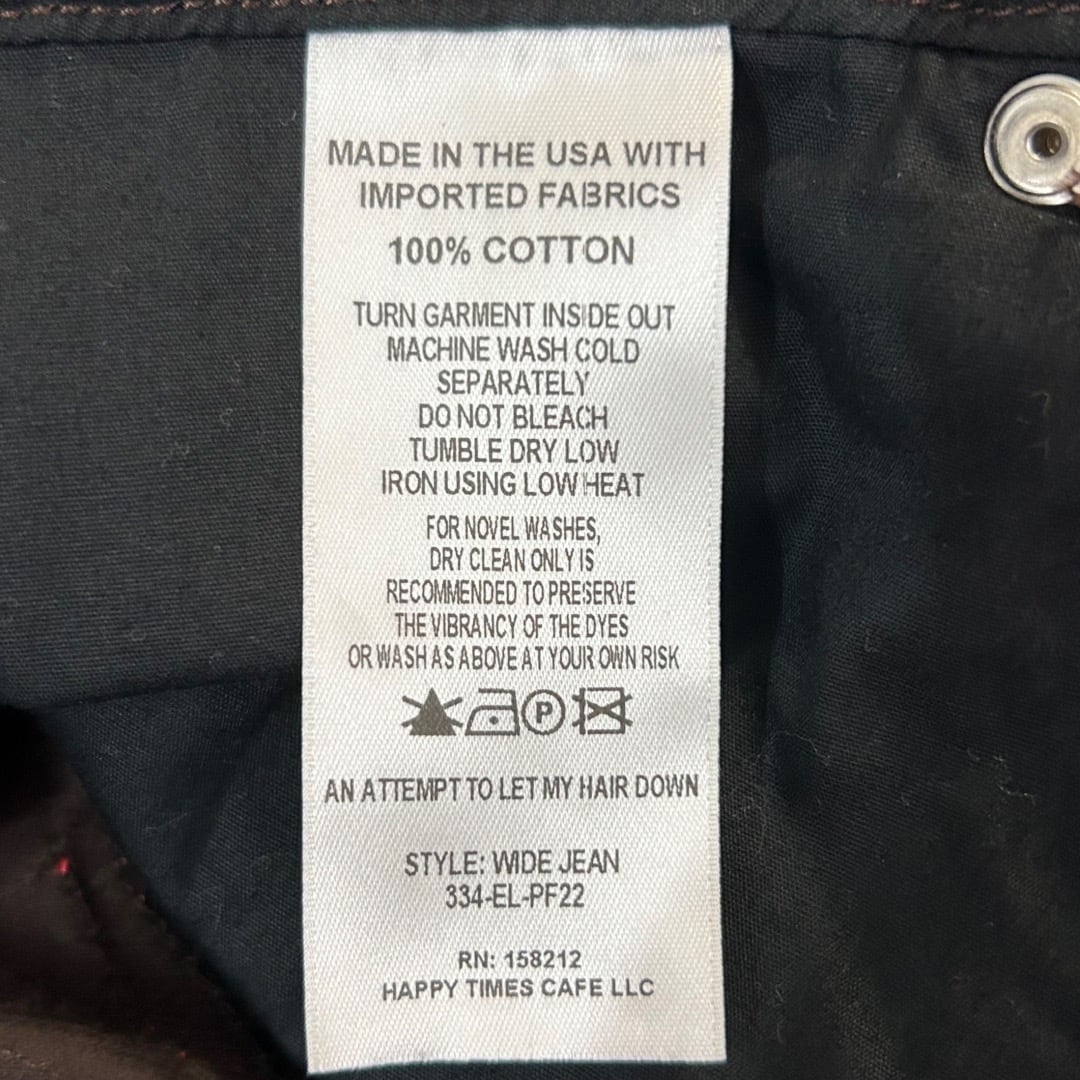 MADE IN THE USA WITH
IMPORTED FABRICS
100% COTTON
TURN GARMENT INSIDE OUT
MACHINE WASH COLD
SEPARATELY
DO NOT BLEACH
TUMBLE DRY LOW
IRON USING LOW HEAT
FOR NOVEL WASHES,
DRY CLEAN ONLY IS
RECOMMENDED TO PRESERVE
THE VIBRANCY OF THE DYES
OR WASH AS ABOVE AT YOUR OWN RISK
P
AN ATTEMPT TO LET MY HAIR DOWN
STYLE: WIDE JEAN
334-EL-PF22
RN: 158212
HAPPY TIMES CAFE LLC